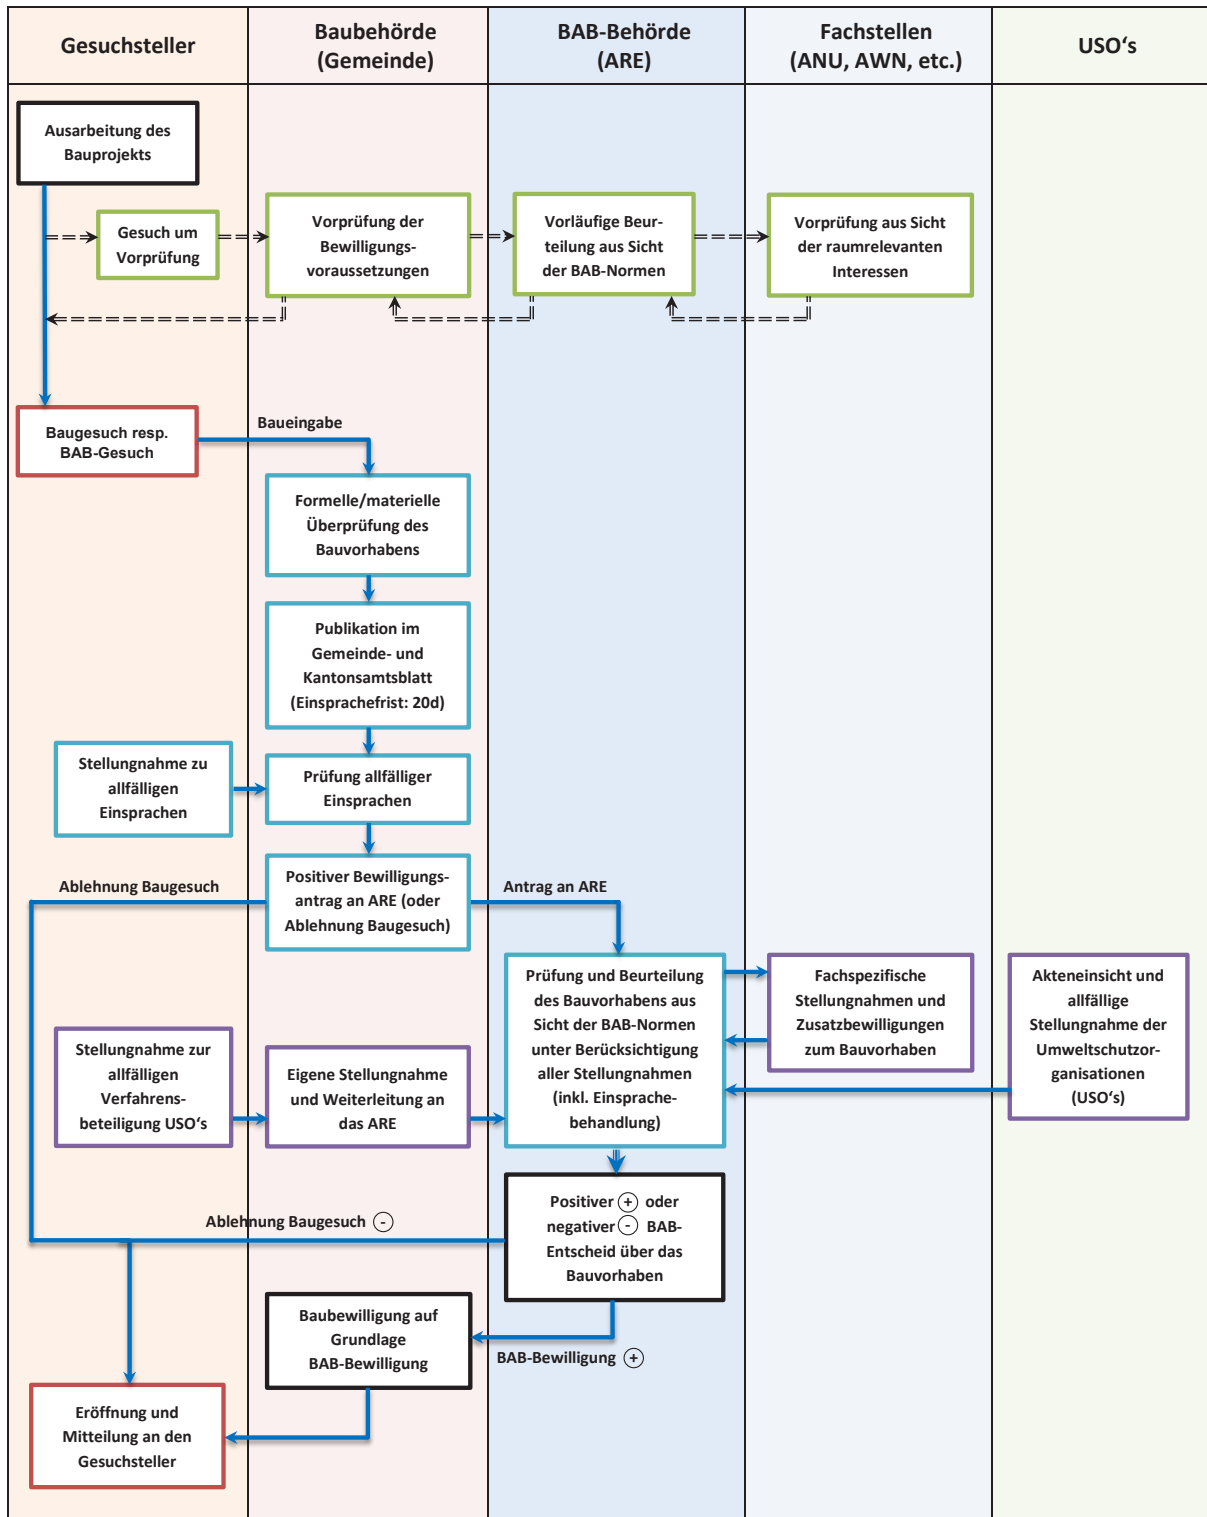 Gesuchsteller
Baubehörde
(Gemeinde)
BAB-Behörde
(ARE)
Fachstellen
(ANU, AWN, etc.)
USO‘s
Ausarbeitung des
Bauprojekts
Gesuch um
Vorprüfung
Vorprüfung der
Bewilligungs-
voraussetzungen
Vorläufige Beur-
teilung aus Sicht
der BAB-Normen
Vorprüfung aus Sicht
der raumrelevanten
Interessen
Baugesuch resp.
BAB-Gesuch
Baueingabe
Formelle/materielle
Überprüfung des
Bauvorhabens
Publikation im
Gemeinde- und
Kantonsamtsblatt
(Einsprachefrist: 20d)
Stellungnahme zu
allfälligen
Einsprachen
Prüfung allfälliger
Einsprachen
Ablehnung Baugesuch
Positiver Bewilligungs-
antrag an ARE (oder
Ablehnung Baugesuch)
Antrag an ARE
Prüfung und Beurteilung
des Bauvorhabens aus
Sicht der BAB-Normen
unter Berücksichtigung
aller Stellungnahmen
(inkl. Einsprache-
behandlung)
Fachspezifische
Stellungnahmen und
Zusatzbewilligungen
zum Bauvorhaben
Akteneinsicht und
allfällige
Stellungnahme der
Umweltschutzor-
ganisationen
(USO‘s)
Stellungnahme zur
allfälligen
Verfahrens-
beteiligung USO‘s
Eigene Stellungnahme
und Weiterleitung an
das ARE
Positiver + oder
negativer - BAB-
Entscheid über das
Bauvorhaben
Ablehnung Baugesuch -
Baubewilligung auf
Grundlage
BAB-Bewilligung
BAB-Bewilligung +
Eröffnung und
Mitteilung an den
Gesuchsteller